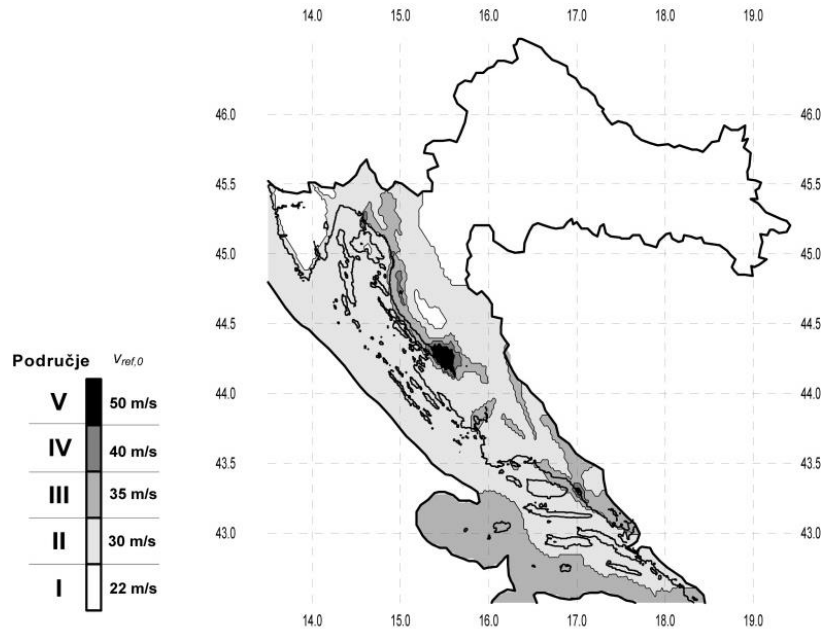 14.0 15.0 16.0 17.0 18.0 19.0
46.0 46.0
45.5 45.5
45.0 45.0
44.5 44.5
Područje vref,0
44.0 44.0
V 50 m/s
IV 40 m/s
43.5 43.5
III 35 m/s
43.0 43.0
II 30 m/s
I 22 m/s
14.0 15.0 16.0 17.0 18.0 19.0